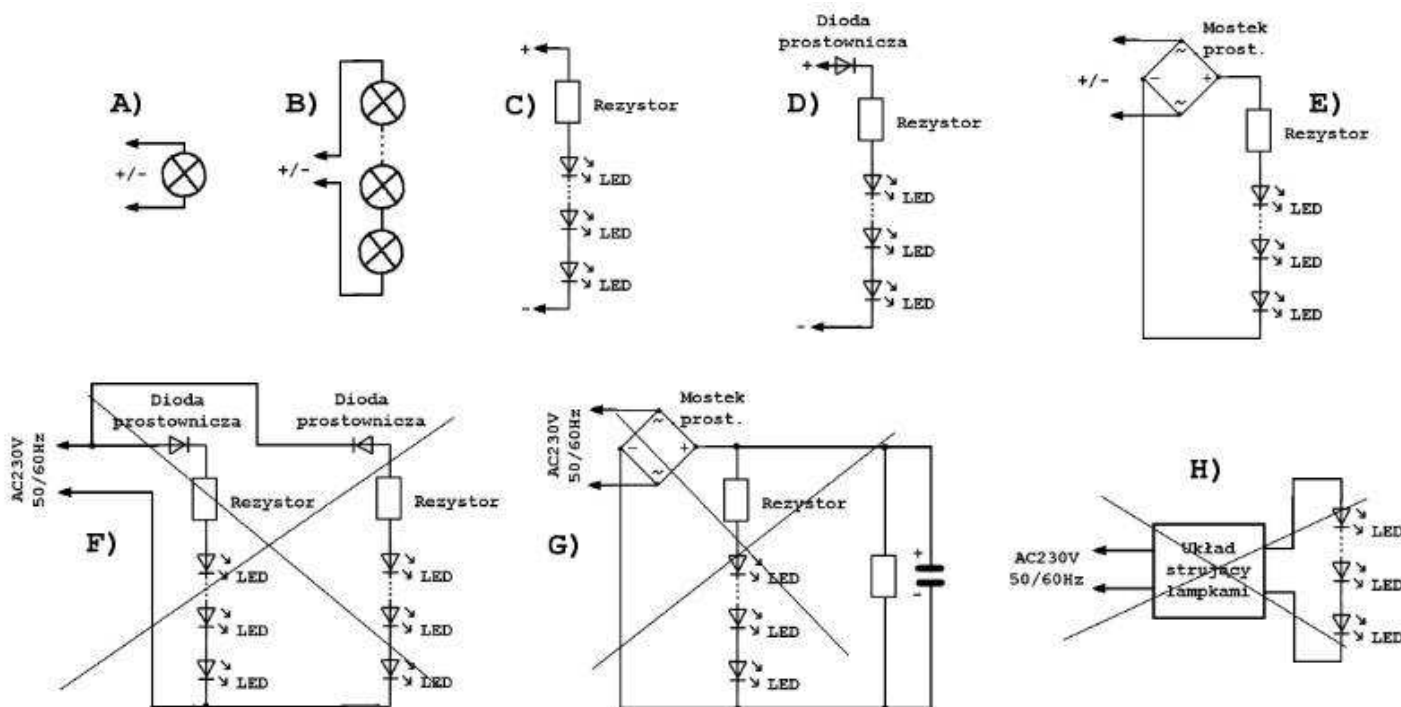 A)
+/-
B)
+/-
C)
+
Rezystor
LED
LED
LED
-
Dioda
prostownicza
+
D)
Rezystor
LED
LED
LED
-
Mostek
prost.
~
- +
~
+/-
E)
Rezystor
LED
LED
LED
Dioda
prostownicza
Dioda
prostownicza
AC230V
50/60Hz
Rezystor
Rezystor
F)
LED
LED
LED
LED
LED
LED
Mostek
prost.
AC230V
50/60Hz
~
- +
~
Rezystor
G)
LED
LED
LED
+
-
H)
AC230V
50/60Hz
Układ
strujący
lampkami
LED
LED
LED